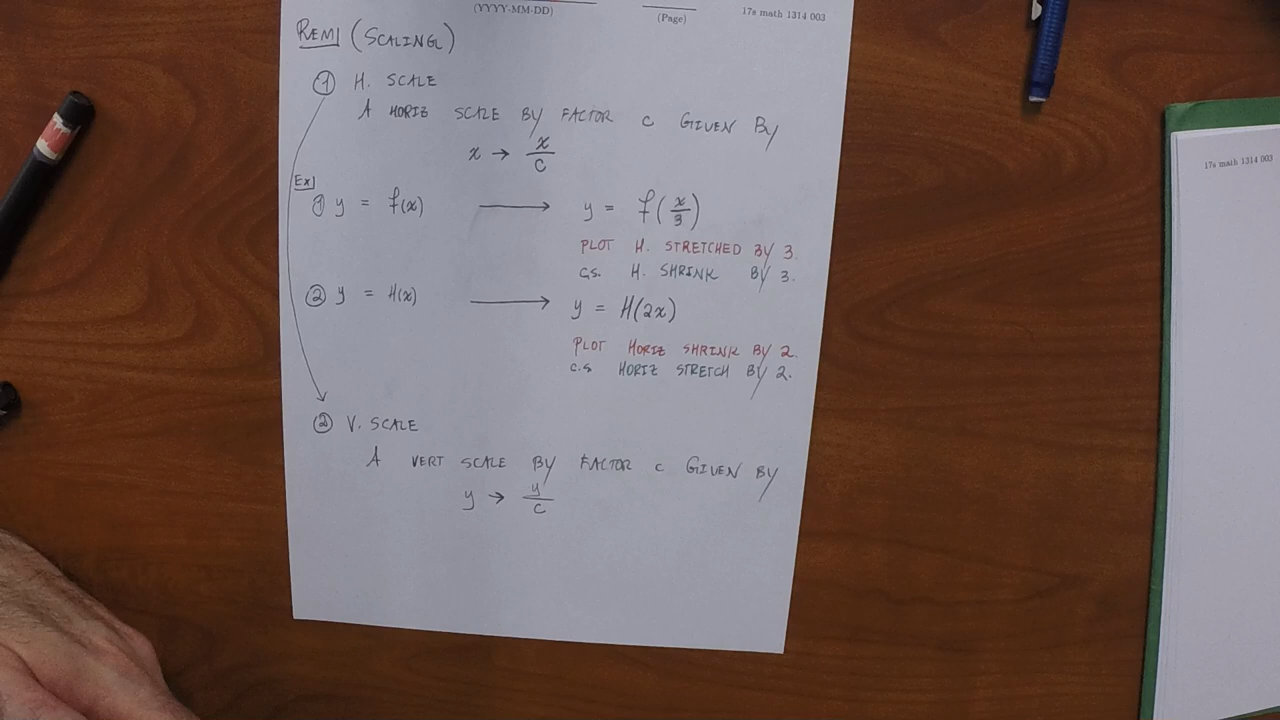 (YYYY-MM-DD) (Page) 17s math 1314 003
REM (SCALING)
① H. SCALE
A HORIZ SCALE BY FACTOR C GIVEN BY
x → x/c
Ex
① y = f(x) → y = f(x/3)
PLOT H. STRETCHED BY 3.
C.S. H. SHRINK BY 3.
② y = H(x) → y = H(2x)
PLOT HORIZ SHRINK BY 2.
C.S HORIZ STRETCH BY 2.
② V. SCALE
A VERT SCALE BY FACTOR C GIVEN BY
y → y/c
17s math 1314 003